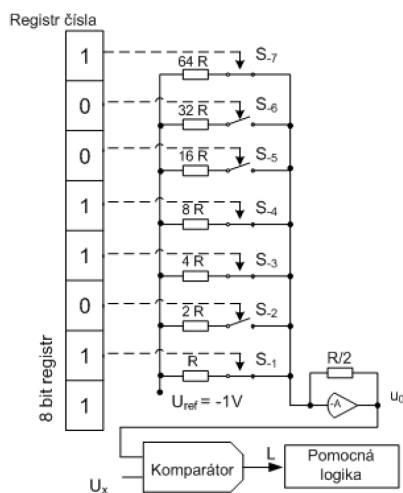 Registr čísla
1
64 R
S-7
0
32 R
S-6
0
16 R
S-5
1
8 R
S-4
1
4 R
S-3
0
2 R
S-2
1
R
S-1
1
8 bit registr
Uref = -1V
R/2
-A
u0
Komparátor
L
Pomocná
logika
Ux